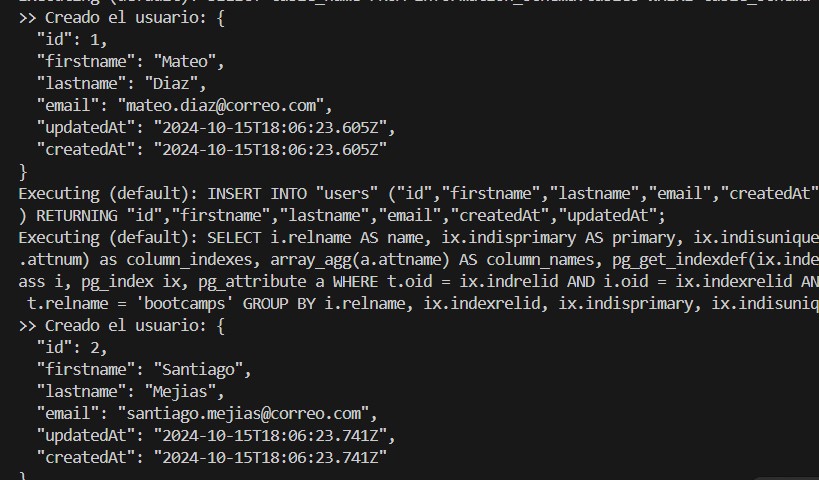 >> Creado el usuario: {
  "id": 1,
  "firstname": "Mateo",
  "lastname": "Diaz",
  "email": "mateo.diaz@correo.com",
  "updatedAt": "2024-10-15T18:06:23.605Z",
  "createdAt": "2024-10-15T18:06:23.605Z"
}
Executing (default): INSERT INTO "users" ("id","firstname","lastname","email","createdAt"
) RETURNING "id","firstname","lastname","email","createdAt","updatedAt";
Executing (default): SELECT i.relname AS name, ix.indisprimary AS primary, ix.indisunique
.attnum) as column_indexes, array_agg(a.attname) AS column_names, pg_get_indexdef(ix.inde
ass i, pg_index ix, pg_attribute a WHERE t.oid = ix.indrelid AND i.oid = ix.indexrelid AN
 t.relname = 'bootcamps' GROUP BY i.relname, ix.indexrelid, ix.indisprimary, ix.indisuniq
>> Creado el usuario: {
  "id": 2,
  "firstname": "Santiago",
  "lastname": "Mejias",
  "email": "santiago.mejias@correo.com",
  "updatedAt": "2024-10-15T18:06:23.741Z",
  "createdAt": "2024-10-15T18:06:23.741Z"
}